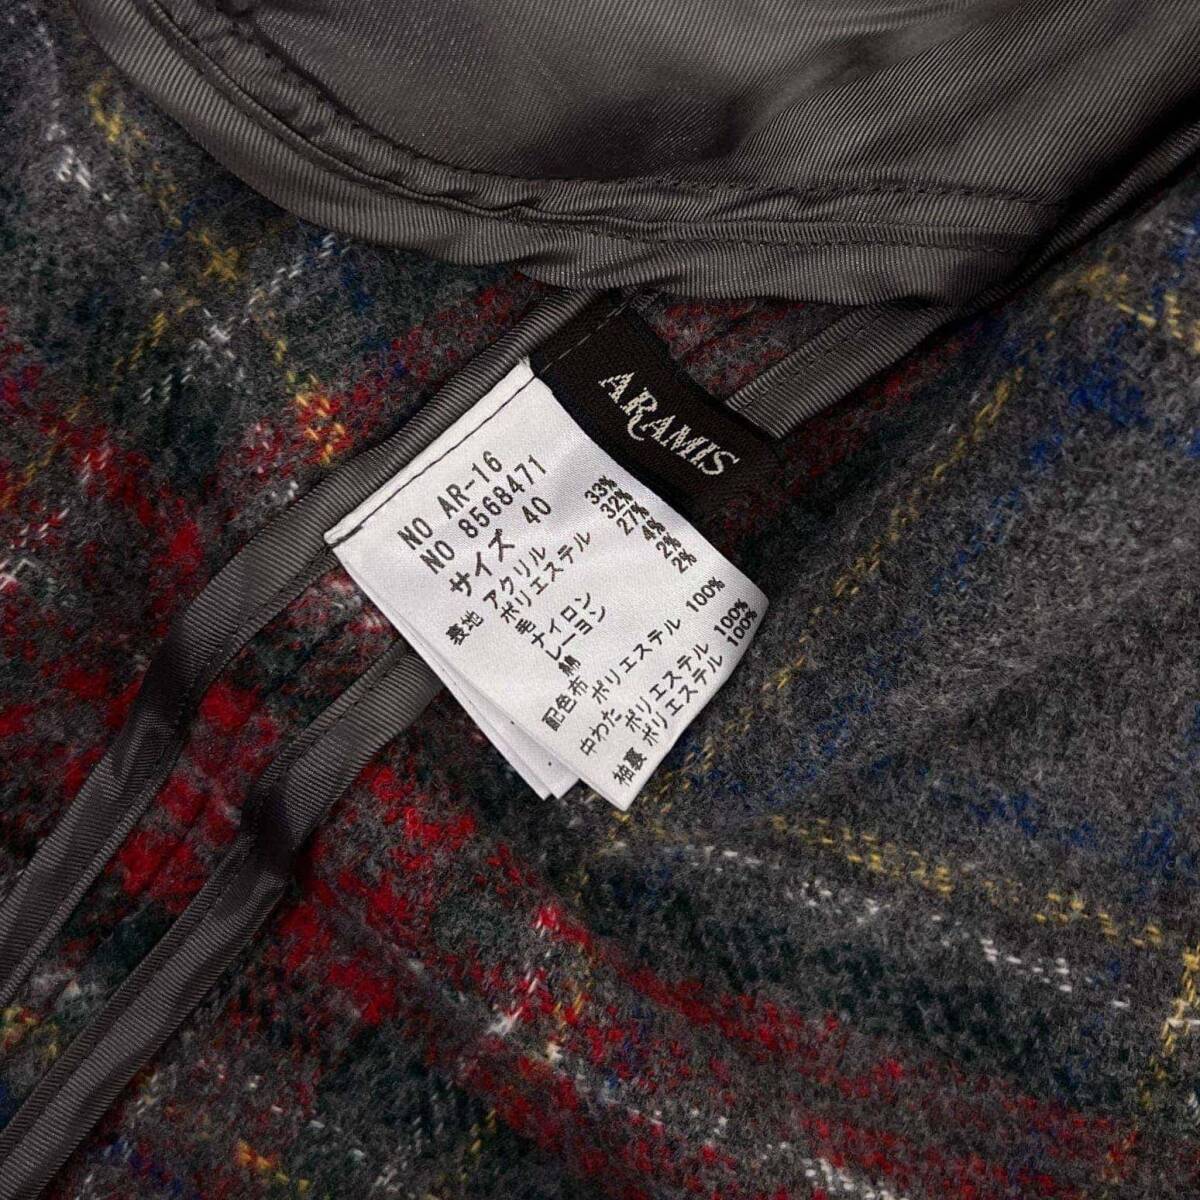 ARAMIS
NO AR-16
NO 8568471
サイズ 40
表地 アクリル 33%
ポリエステル 32%
毛 27%
ナイロン 4%
レーヨン 2%
絹 2%
配色布 ポリエステル 100%
中わた ポリエステル 100%
袖裏 ポリエステル 100%